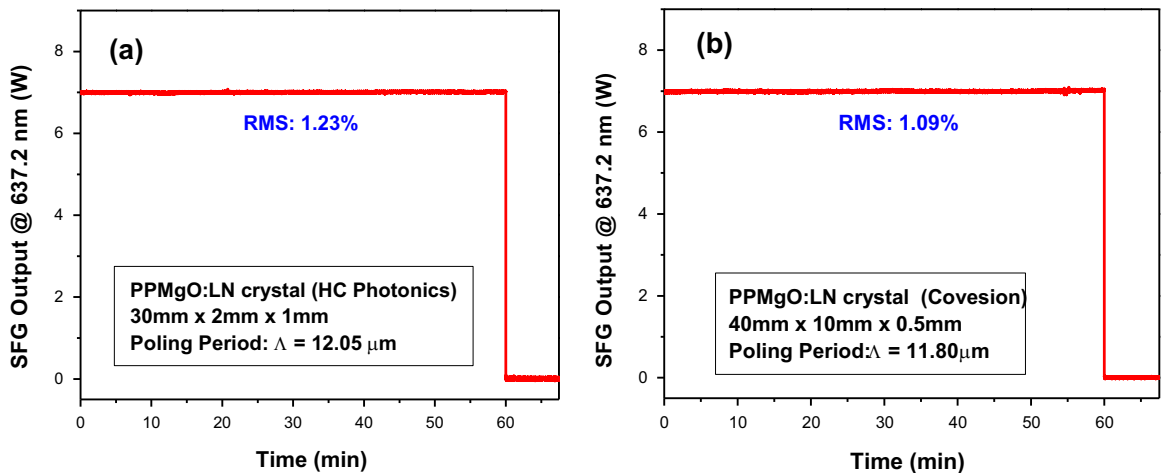 (a)
SFG Output @ 637.2 nm (W)
8
6
4
2
0
RMS: 1.23%
PPMgO:LN crystal (HC Photonics)
30mm x 2mm x 1mm
Poling Period: Λ = 12.05 μm
0 10 20 30 40 50 60
Time (min)
(b)
SFG Output @ 637.2 nm (W)
8
6
4
2
0
RMS: 1.09%
PPMgO:LN crystal (Covesion)
40mm x 10mm x 0.5mm
Poling Period:Λ = 11.80μm
0 10 20 30 40 50 60
Time (min)